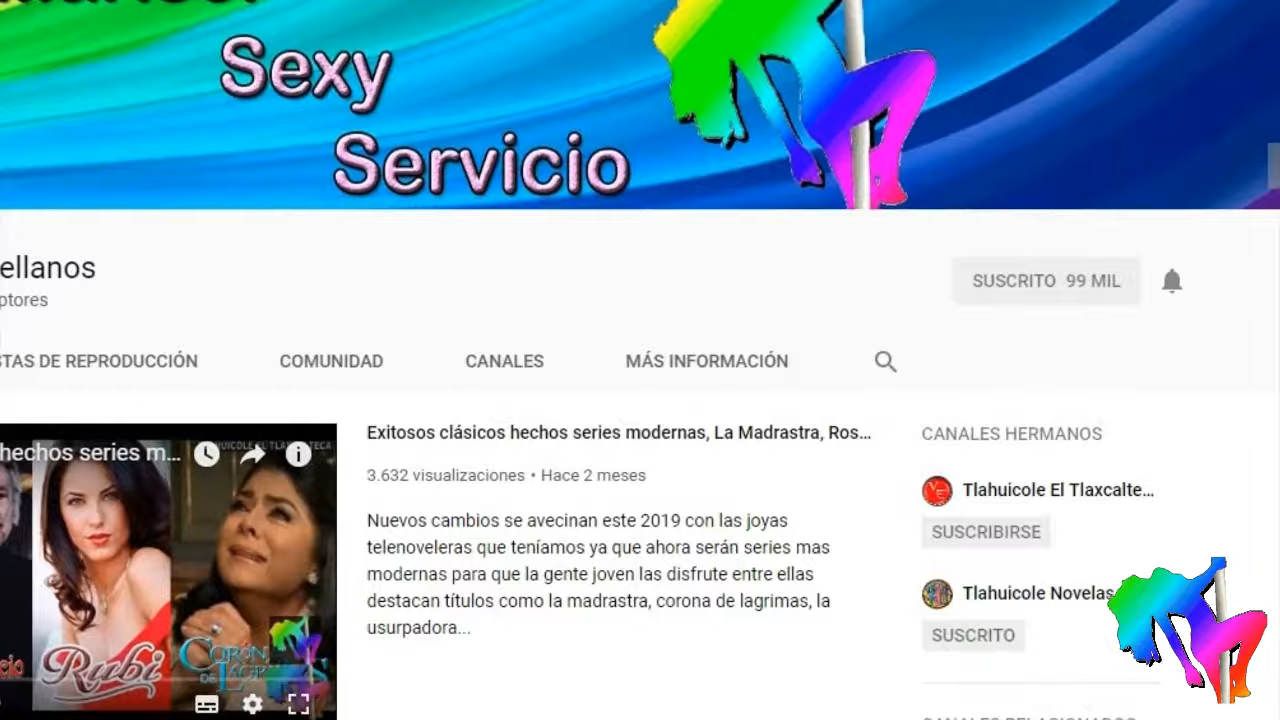 Sexy
Servicio
ellanos
ptores
SUSCRITO 99 MIL
STAS DE REPRODUCCIÓN
COMUNIDAD
CANALES
MÁS INFORMACIÓN
hechos series m...
Rubi
Exitosos clásicos hechos series modernas, La Madrastra, Ros...
3.632 visualizaciones • Hace 2 meses
Nuevos cambios se avecinan este 2019 con las joyas
telenoveleras que teníamos ya que ahora serán series mas
modernas para que la gente joven las disfrute entre ellas
destacan títulos como la madrastra, corona de lagrimas, la
usurpadora...
CANALES HERMANOS
Tlahuicole El Tlaxcalte...
SUSCRIBIRSE
Tlahuicole Novelas
SUSCRITO